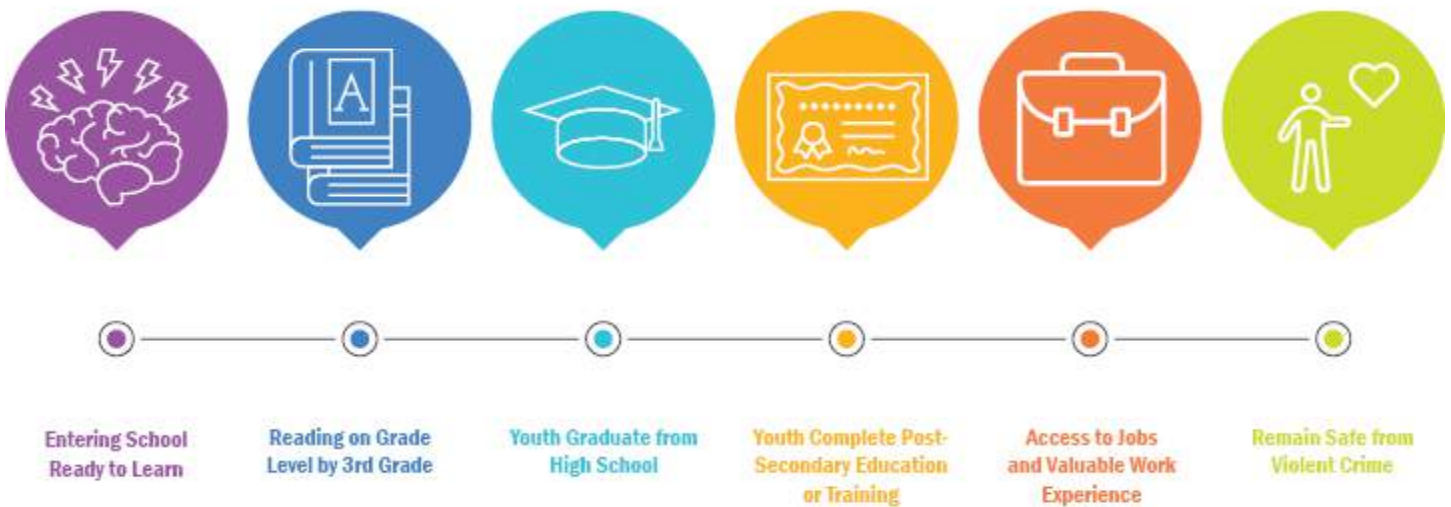 A
Entering School
Ready to Learn
Reading on Grade
Level by 3rd Grade
Youth Graduate from
High School
Youth Complete Post-
Secondary Education
or Training
Access to Jobs
and Valuable Work
Experience
Remain Safe from
Violent Crime